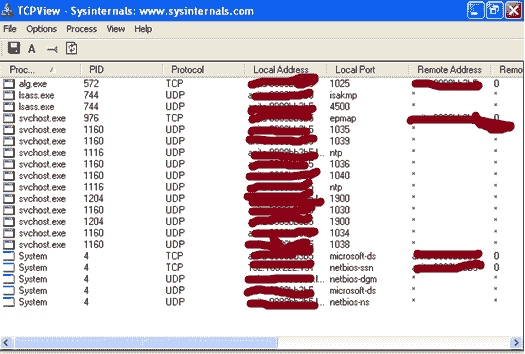 TCPView - Sysinternals: www.sysinternals.com
File Options Process View Help
A
Proc... / PID Protocol Local Address Local Port Remote Address Remo
alg.exe 572 TCP 1025 0
lsass.exe 744 UDP isakmp *
lsass.exe 744 UDP 4500 *
svchost.exe 976 TCP epmap 0
svchost.exe 1160 UDP 1035 *
svchost.exe 1160 UDP 1039 * *
svchost.exe 1116 UDP ntp * *
svchost.exe 1160 UDP 1036 * *
svchost.exe 1160 UDP 1040 * *
svchost.exe 1116 UDP ntp * *
svchost.exe 1204 UDP 1900 * *
svchost.exe 1160 UDP 1030 * *
svchost.exe 1204 UDP 1900 * *
svchost.exe 1160 UDP 1034 * *
svchost.exe 1160 UDP 1038 * *
System 4 TCP microsoft-ds 0
System 4 TCP netbios-ssn 0
System 4 UDP netbios-dgm * *
System 4 UDP microsoft-ds * *
System 4 UDP netbios-ns * *